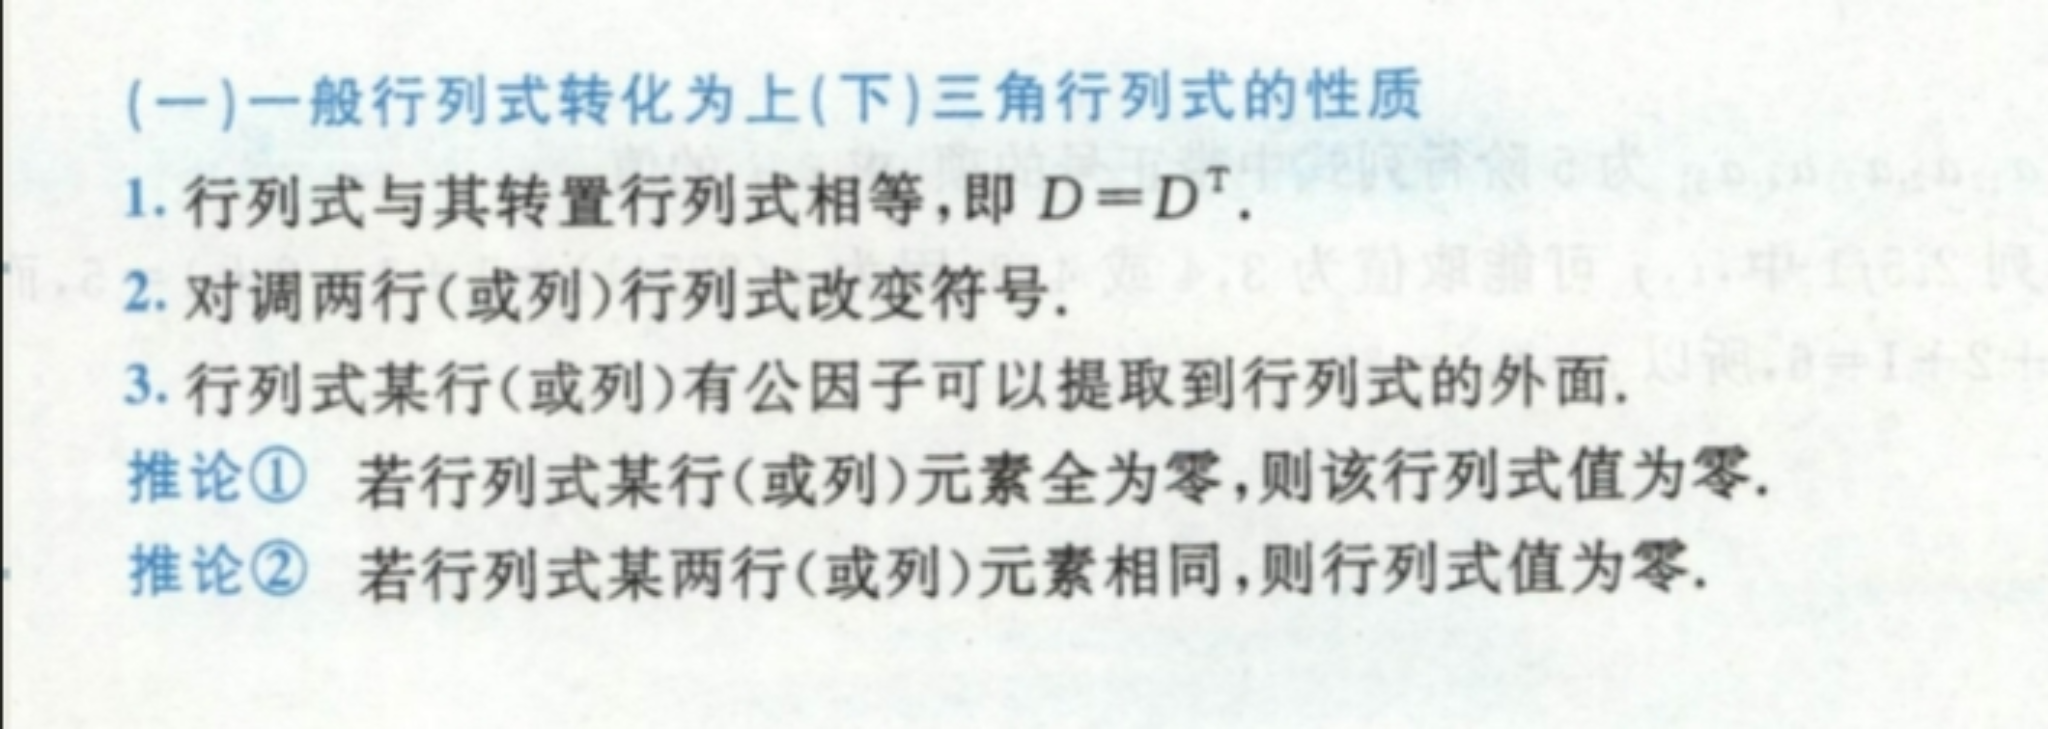 (一)一般行列式转化为上(下)三角行列式的性质
1. 行列式与其转置行列式相等,即 D=Dᵀ.
2. 对调两行(或列)行列式改变符号.
3. 行列式某行(或列)有公因子可以提取到行列式的外面.
推论① 若行列式某行(或列)元素全为零,则该行列式值为零.
推论② 若行列式某两行(或列)元素相同,则行列式值为零.